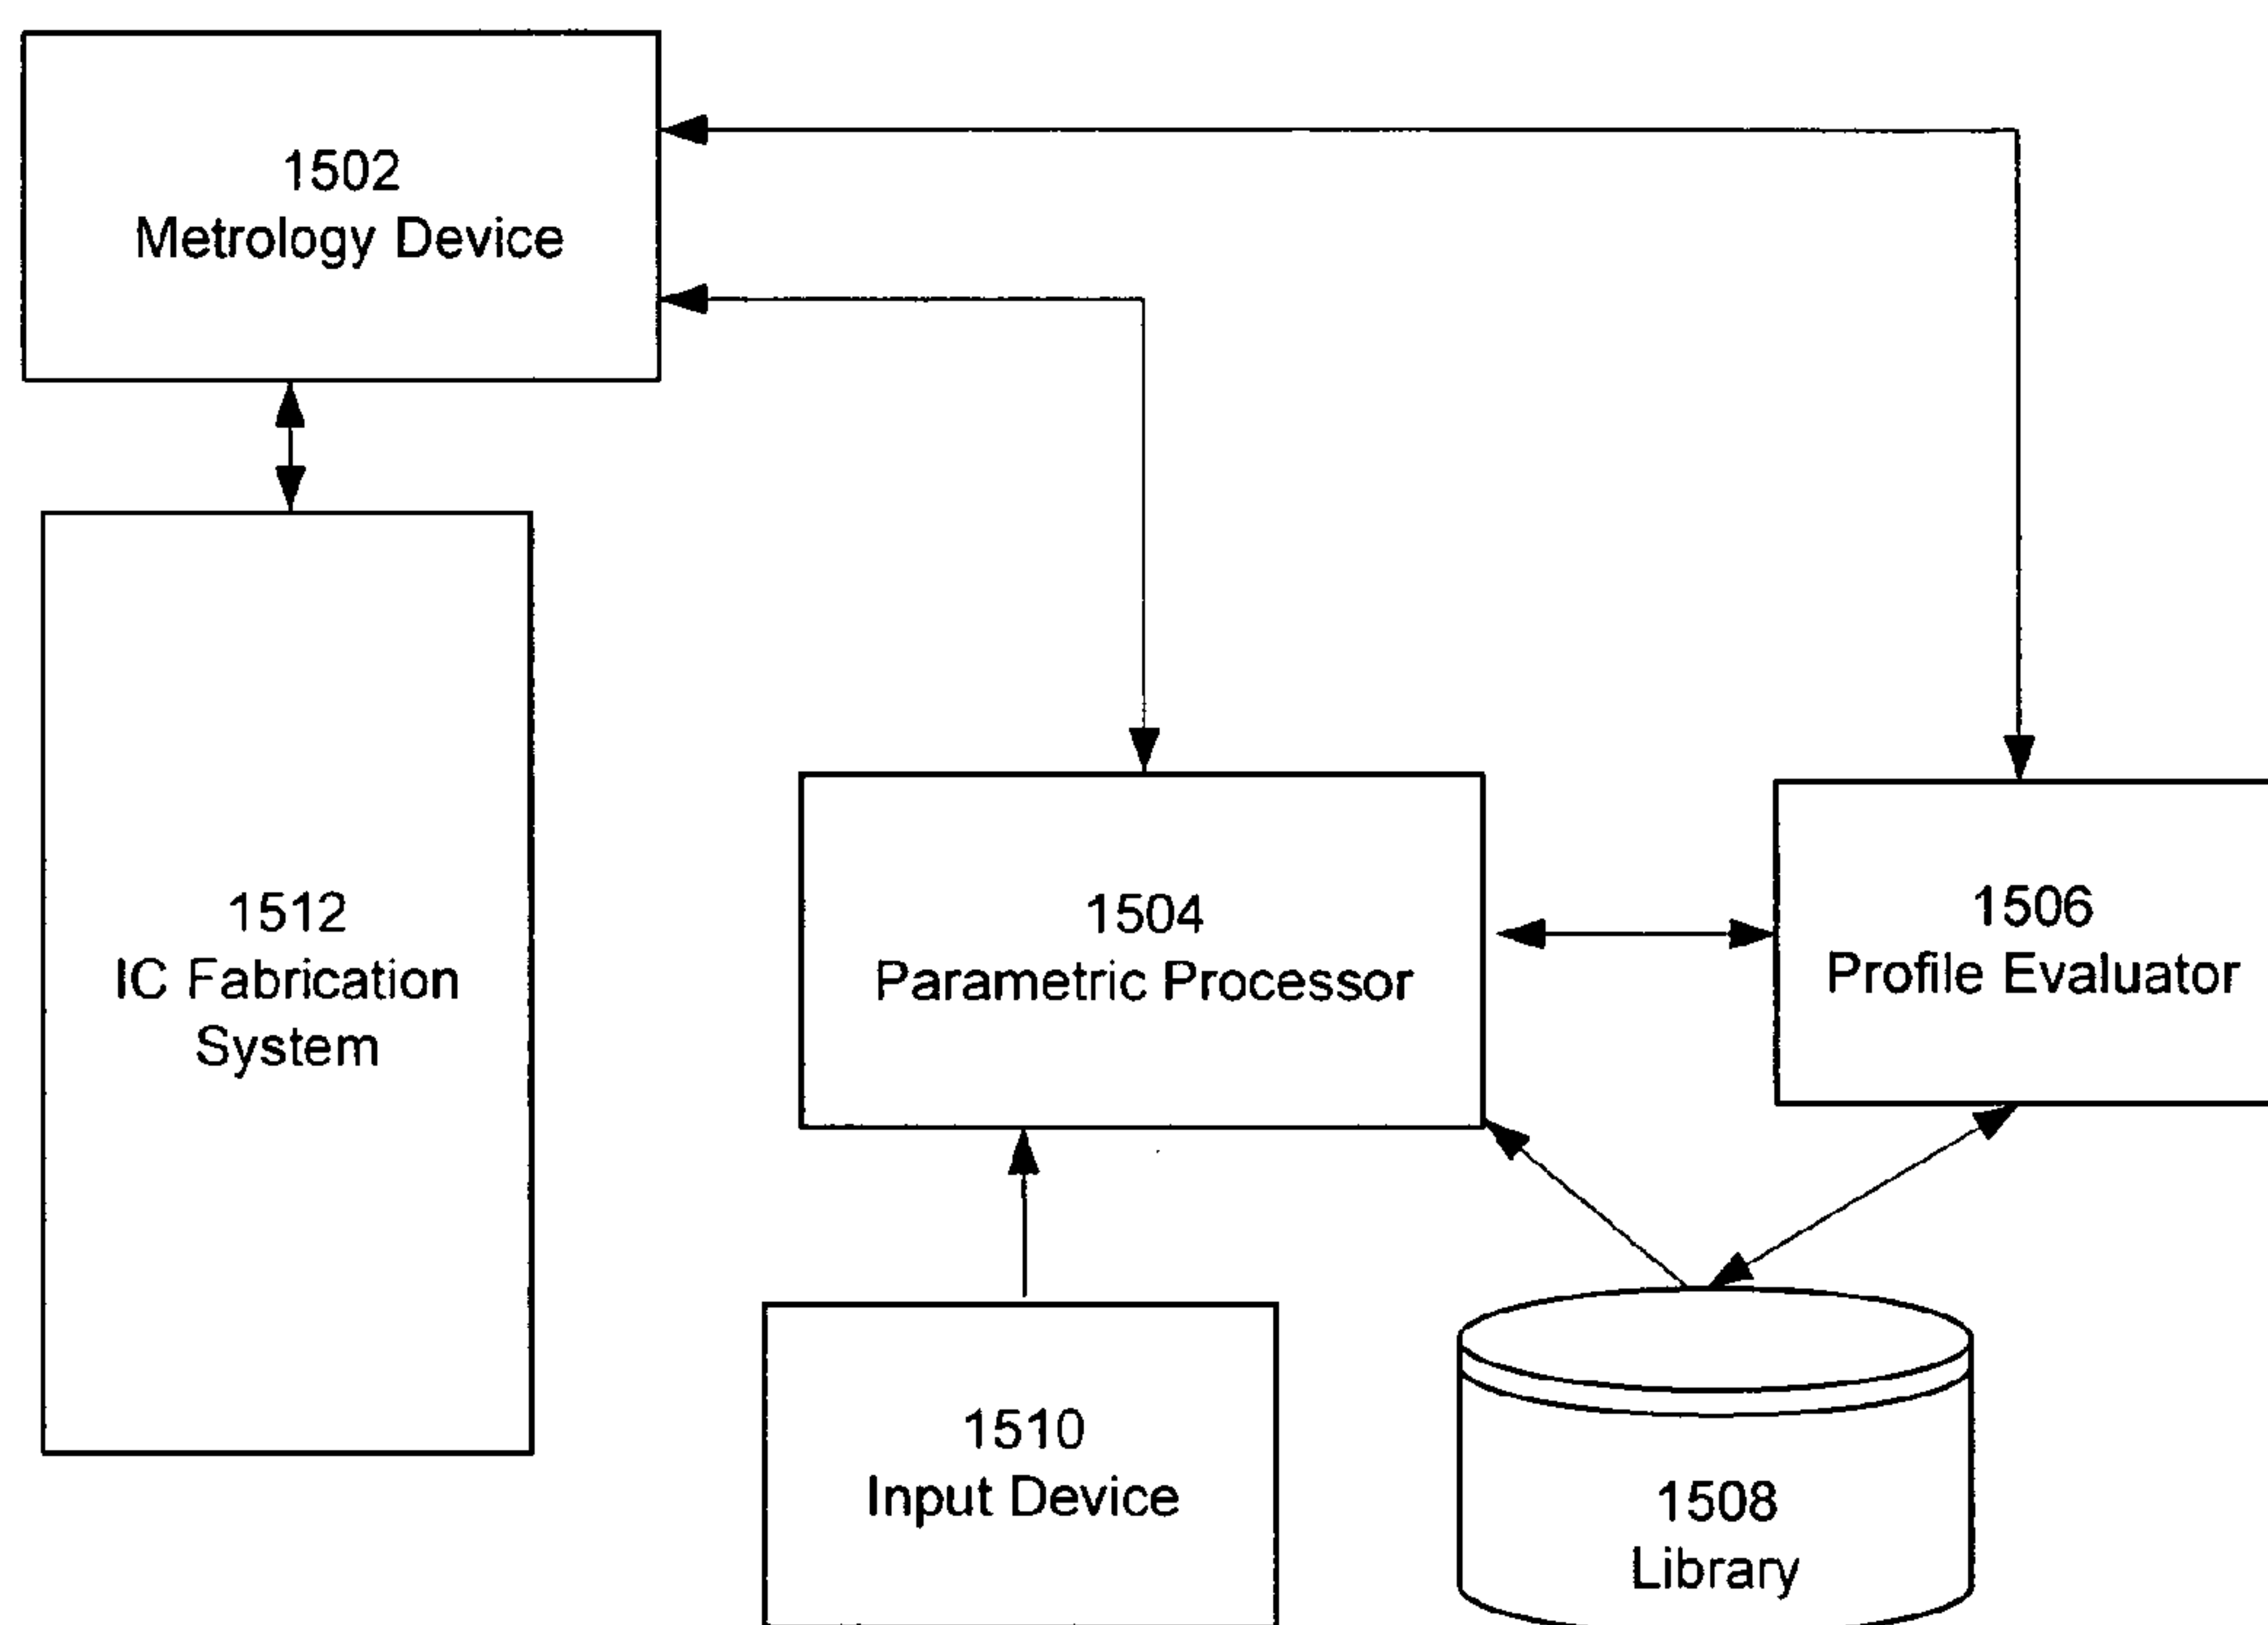 1502
Metrology Device
1512
IC Fabrication
System
1504
Parametric Processor
1506
Profile Evaluator
1510
Input Device
1508
Library